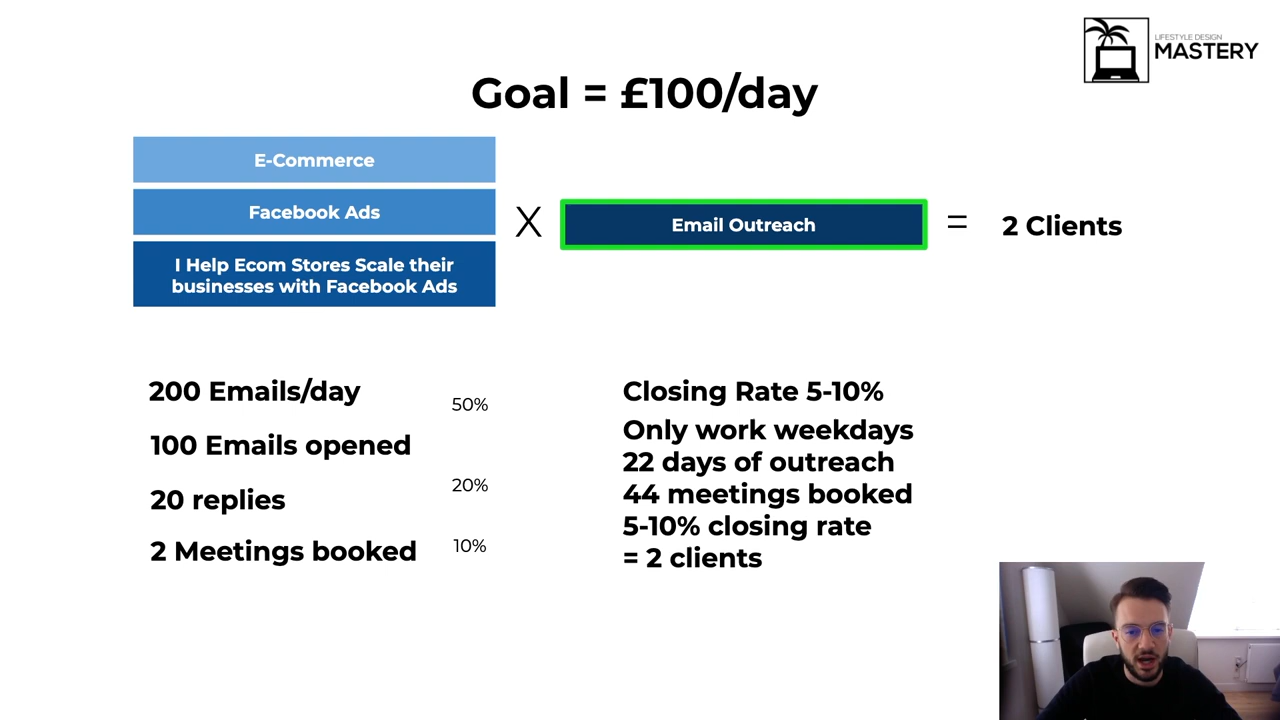 LIFESTYLE DESIGN
MASTERY
Goal = £100/day
E-Commerce
Facebook Ads
I Help Ecom Stores Scale their
businesses with Facebook Ads
X
Email Outreach
=
2 Clients
200 Emails/day
50%
100 Emails opened
20 replies
20%
2 Meetings booked
10%
Closing Rate 5-10%
Only work weekdays
22 days of outreach
44 meetings booked
5-10% closing rate
= 2 clients